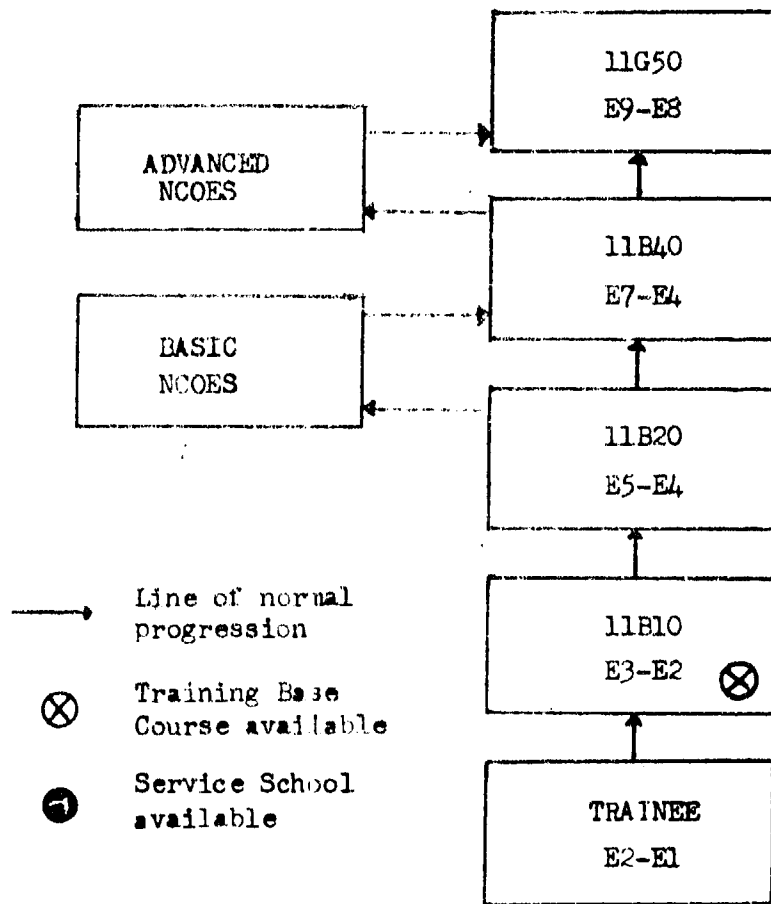 11G50
E9-E8
ADVANCED
NCOES
11B40
E7-E4
BASIC
NCOES
11B20
E5-E4
Line of normal
progression
11B10
E3-E2
Training Base
Course available
Service School
available
TRAINEE
E2-E1